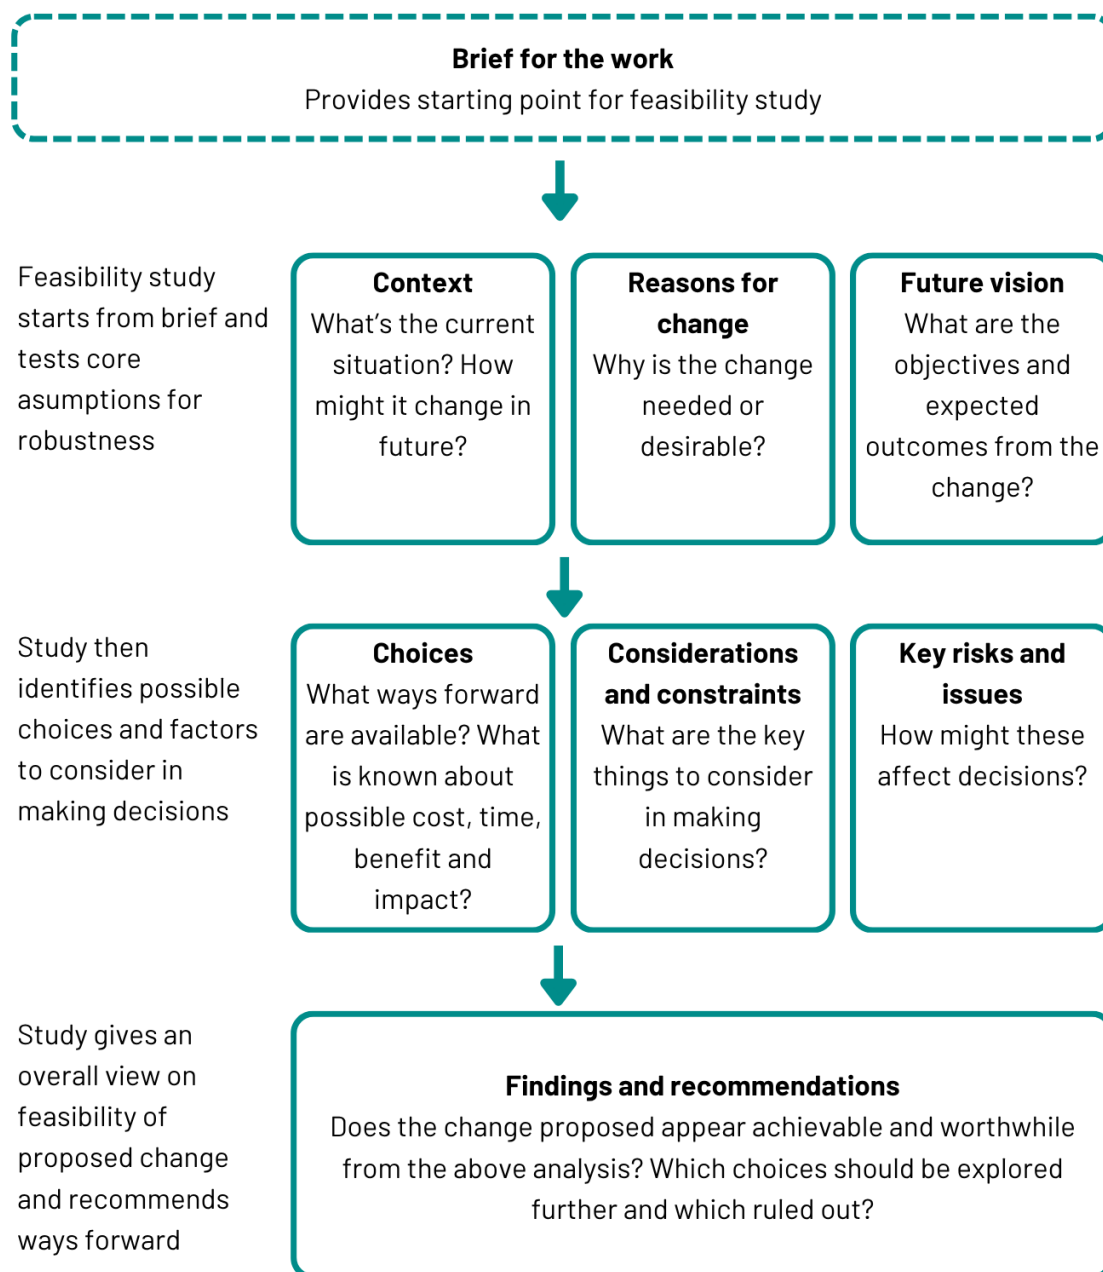 Brief for the work
Provides starting point for feasibility study
Feasibility study
starts from brief and
tests core
asumptions for
robustness
Context
What's the current
situation? How
might it change in
future?
Reasons for
change
Why is the change
needed or
desirable?
Future vision
What are the
objectives and
expected
outcomes from the
change?
Study then
identifies possible
choices and factors
to consider in
making decisions
Choices
What ways forward
are available? What
is known about
possible cost, time,
benefit and
impact?
Considerations
and constraints
What are the key
things to consider
in making
decisions?
Key risks and
issues
How might these
affect decisions?
Study gives an
overall view on
feasibility of
proposed change
and recommends
ways forward
Findings and recommendations
Does the change proposed appear achievable and worthwhile
from the above analysis? Which choices should be explored
further and which ruled out?